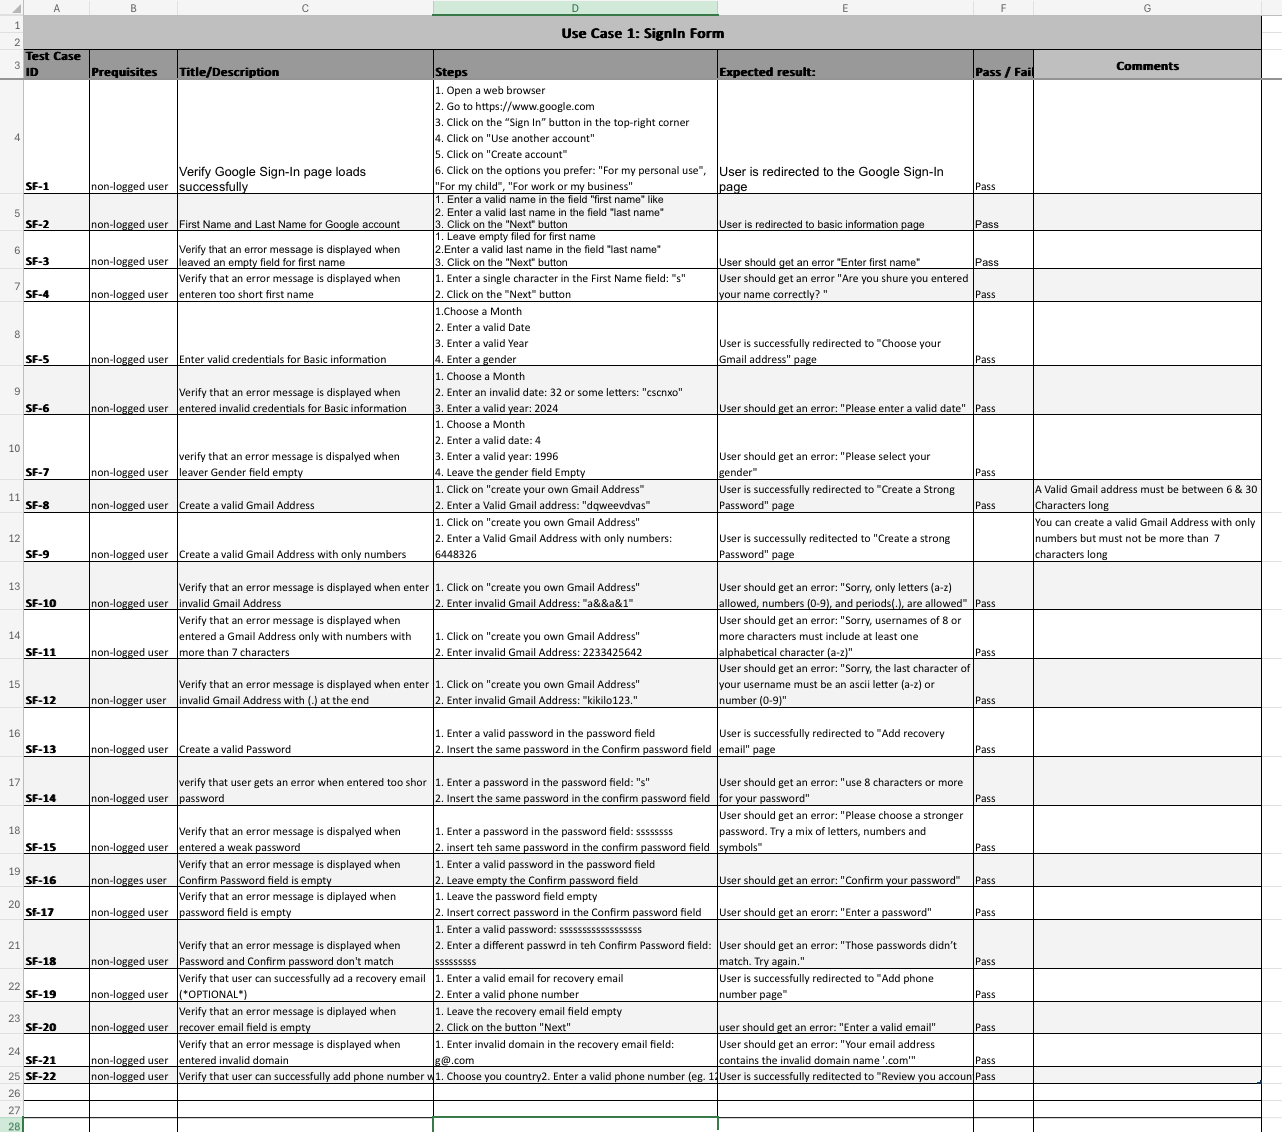 A B C D E F G
1
2
Use Case 1: SignIn Form
3
Test Case
ID
Prequisites
Title/Description
Steps
Expected result:
Pass / Fail
Comments
4
SF-1
non-logged user
Verify Google Sign-In page loads
successfully
1. Open a web browser
2. Go to https://www.google.com
3. Click on the “Sign In” button in the top-right corner
4. Click on "Use another account"
5. Click on "Create account"
6. Click on the options you prefer: "For my personal use",
"For my child", "For work or my business"
User is redirected to the Google Sign-In
page
Pass
5
SF-2
non-logged user
First Name and Last Name for Google account
1. Enter a valid name in the field "first name" like
2. Enter a valid last name in the field "last name"
3. Click on the "Next" button
User is redirected to basic information page
Pass
6
SF-3
non-logged user
Verify that an error message is displayed when
leaved an empty field for first name
1. Leave empty filed for first name
2.Enter a valid last name in the field "last name"
3. Click on the "Next" button
User should get an error "Enter first name"
Pass
7
SF-4
non-logged user
Verify that an error message is displayed when
enteren too short first name
1. Enter a single character in the First Name field: "s"
2. Click on the "Next" button
User should get an error "Are you shure you entered
your name correctly? "
Pass
8
SF-5
non-logged user
Enter valid credentials for Basic information
1.Choose a Month
2. Enter a valid Date
3. Enter a valid Year
4. Enter a gender
User is successfully redirected to "Choose your
Gmail address" page
Pass
9
SF-6
non-logged user
Verify that an error message is displayed when
entered invalid credentials for Basic information
1. Choose a Month
2. Enter an invalid date: 32 or some letters: "cscnxo"
3. Enter a valid year: 2024
User should get an error: "Please enter a valid date"
Pass
10
SF-7
non-logged user
verify that an error message is dispalyed when
leaver Gender field empty
1. Choose a Month
2. Enter a valid date: 4
3. Enter a valid year: 1996
4. Leave the gender field Empty
User should get an error: "Please select your
gender"
Pass
11
SF-8
non-logged user
Create a valid Gmail Address
1. Click on "create your own Gmail Address"
2. Enter a Valid Gmail address: "dqweevdvas"
User is successfully redirected to "Create a Strong
Password" page
Pass
A Valid Gmail address must be between 6 & 30
Characters long
12
SF-9
non-logged user
Create a valid Gmail Address with only numbers
1. Click on "create you own Gmail Address"
2. Enter a Valid Gmail Address with only numbers:
6448326
User is successully reditected to "Create a strong
Password" page
Pass
You can create a valid Gmail Address with only
numbers but must not be more than 7
characters long
13
SF-10
non-logged user
Verify that an error message is displayed when enter
invalid Gmail Address
1. Click on "create you own Gmail Address"
2. Enter invalid Gmail Address: "a&&a&1"
User should get an error: "Sorry, only letters (a-z)
allowed, numbers (0-9), and periods(.), are allowed"
Pass
14
SF-11
non-logged user
Verify that an error message is displayed when
entered a Gmail Address only with numbers with
more than 7 characters
1. Click on "create you own Gmail Address"
2. Enter invalid Gmail Address: 2233425642
User should get an error: "Sorry, usernames of 8 or
more characters must include at least one
alphabetical character (a-z)"
Pass
15
SF-12
non-logger user
Verify that an error message is displayed when enter
invalid Gmail Address with (.) at the end
1. Click on "create you own Gmail Address"
2. Enter invalid Gmail Address: "kikilo123."
User should get an error: "Sorry, the last character of
your username must be an ascii letter (a-z) or
number (0-9)"
Pass
16
SF-13
non-logged user
Create a valid Password
1. Enter a valid password in the password field
2. Insert the same password in the Confirm password field
User is successfully redirected to "Add recovery
email" page
Pass
17
SF-14
non-logged user
verify that user gets an error when entered too shor
password
1. Enter a password in the password field: "s"
2. Insert the same password in the confirm password field
User should get an error: "use 8 characters or more
for your password"
Pass
18
SF-15
non-logged user
Verify that an error message is dispalyed when
entered a weak password
1. Enter a password in the password field: ssssssss
2. insert teh same password in the confirm password field
User should get an error: "Please choose a stronger
password. Try a mix of letters, numbers and
symbols"
Pass
19
SF-16
non-logges user
Verify that an error message is displayed when
Confirm Password field is empty
1. Enter a valid password in the password field
2. Leave empty the Confirm password field
User should get an error: "Confirm your password"
Pass
20
Sf-17
non-logged user
Verify that an error message is diplayed when
password field is empty
1. Leave the password field empty
2. Insert correct password in the Confirm password field
User should get an eorrr: "Enter a password"
Pass
21
SF-18
non-logged user
Verify that an error message is displayed when
Password and Confirm password don't match
1. Enter a valid password: sssssssssssssssss
2. Enter a different passwrd in teh Confirm Password field:
sssssssss
User should get an error: "Those passwords didn’t
match. Try again."
Pass
22
SF-19
non-logged user
Verify that user can successfully ad a recovery email
(*OPTIONAL*)
1. Enter a valid email for recovery email
2. Enter a valid phone number
User is successfully redirected to "Add phone
number page"
Pass
23
SF-20
non-logged user
Verify that an error message is diplayed when
recover email field is empty
1. Leave the recovery email field empty
2. Click on the button "Next"
user should get an error: "Enter a valid email"
Pass
24
SF-21
non-logged user
Verify that an error message is displayed when
entered invalid domain
1. Enter invalid domain in the recovery email field:
g@.com
User should get an error: "Your email address
contains the invalid domain name '.com'"
Pass
25
SF-22
non-logged user
Verify that user can successfully add phone number w
1. Choose you country2. Enter a valid phone number (eg. 12
User is successfully reditected to "Review you accoun
Pass
26
27
28